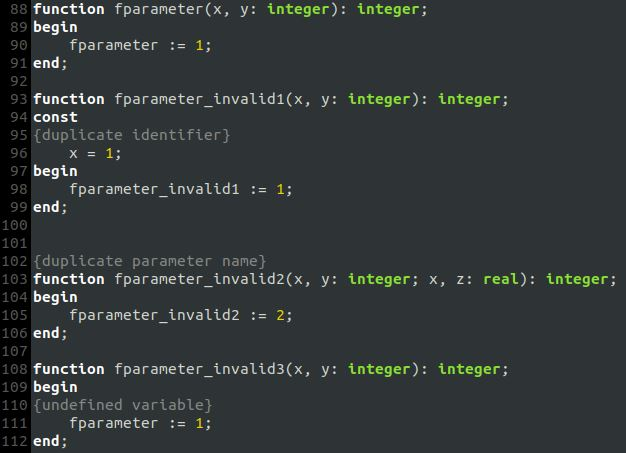 88 function fparameter(x, y: integer): integer;
89 begin
90     fparameter := 1;
91 end;
92
93 function fparameter_invalid1(x, y: integer): integer;
94 const
95 {duplicate identifier}
96     x = 1;
97 begin
98     fparameter_invalid1 := 1;
99 end;
100
101
102 {duplicate parameter name}
103 function fparameter_invalid2(x, y: integer; x, z: real): integer;
104 begin
105     fparameter_invalid2 := 2;
106 end;
107
108 function fparameter_invalid3(x, y: integer): integer;
109 begin
110 {undefined variable}
111     fparameter := 1;
112 end;